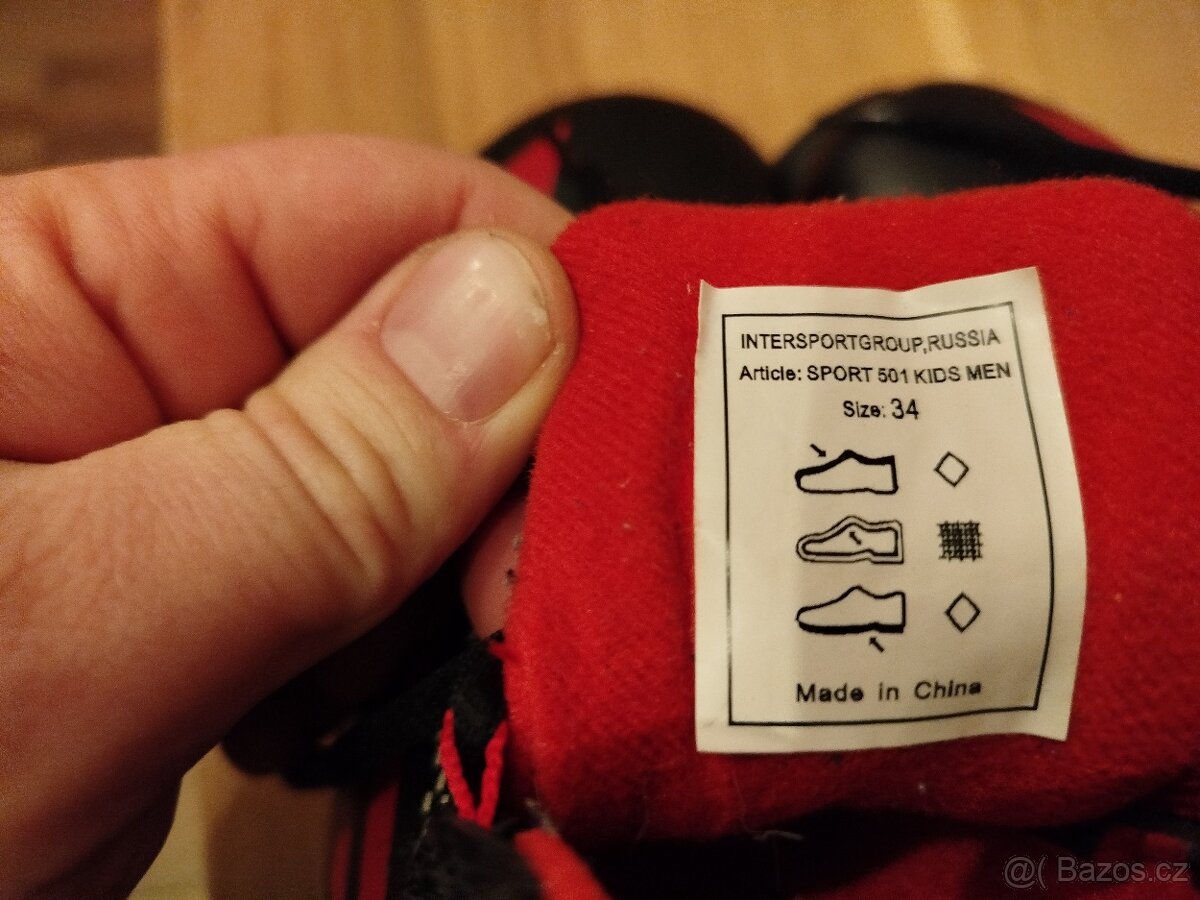 INTERSPORTGROUP,RUSSIA
Article: SPORT 501 KIDS MEN
Size: 34
Made in China
@( Bazos.cz